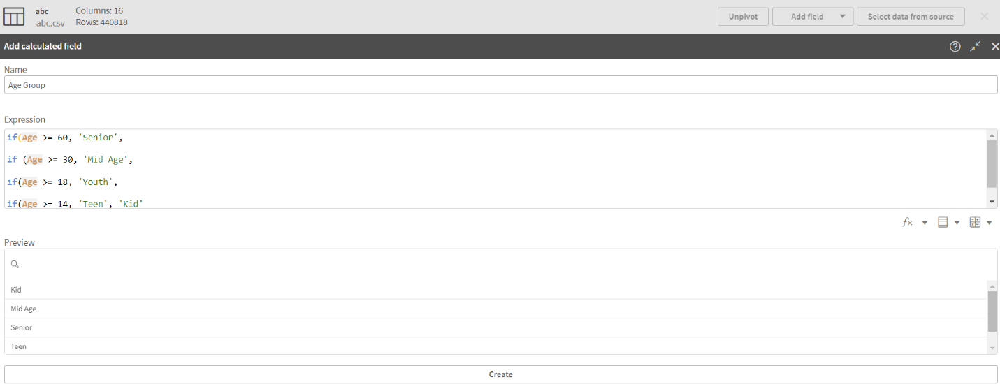 abc
Columns: 16
abc.csv
Rows: 440818
Unpivot
Add field
Select data from source
Add calculated field
Name
Age Group
Expression
if(Age >= 60, 'Senior',
if (Age >= 30, 'Mid Age',
if(Age >= 18, 'Youth',
if(Age >= 14, 'Teen', 'Kid'
fx
Preview
Kid
Mid Age
Senior
Teen
Create